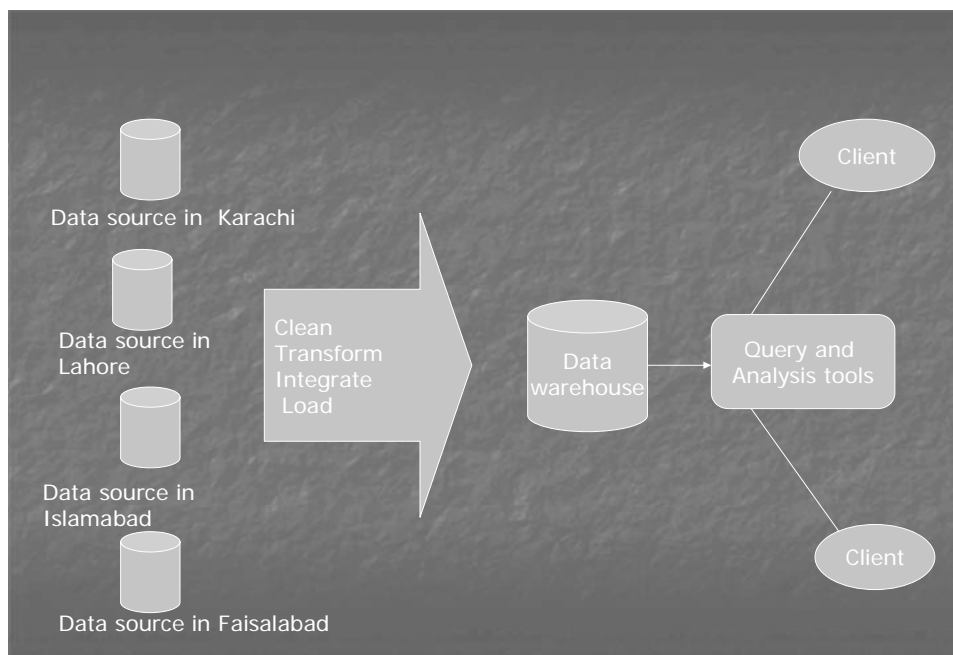 Data source in Karachi
Data source in
Lahore
Data source in
Islamabad
Data source in Faisalabad
Clean
Transform
Integrate
Load
Data
warehouse
Query and
Analysis tools
Client
Client